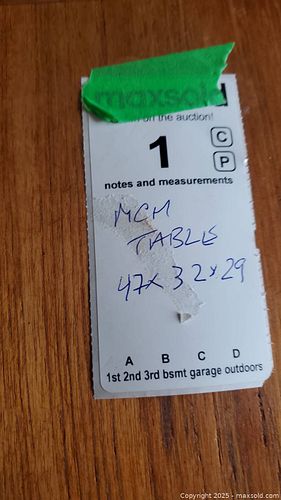 maxsold
on the auction!
1
C
P
notes and measurements
MCM
TABLE
47x32x29
A B C D
1st 2nd 3rd bsmt garage outdoors
Copyright © 2025 - maxsold.com